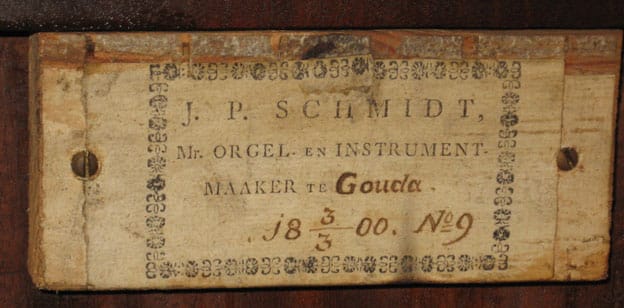 J. P. SCHMIDT,
Mr. ORGEL- EN INSTRUMENT-
MAAKER TE Gouda.
18 3/3 00. No 9